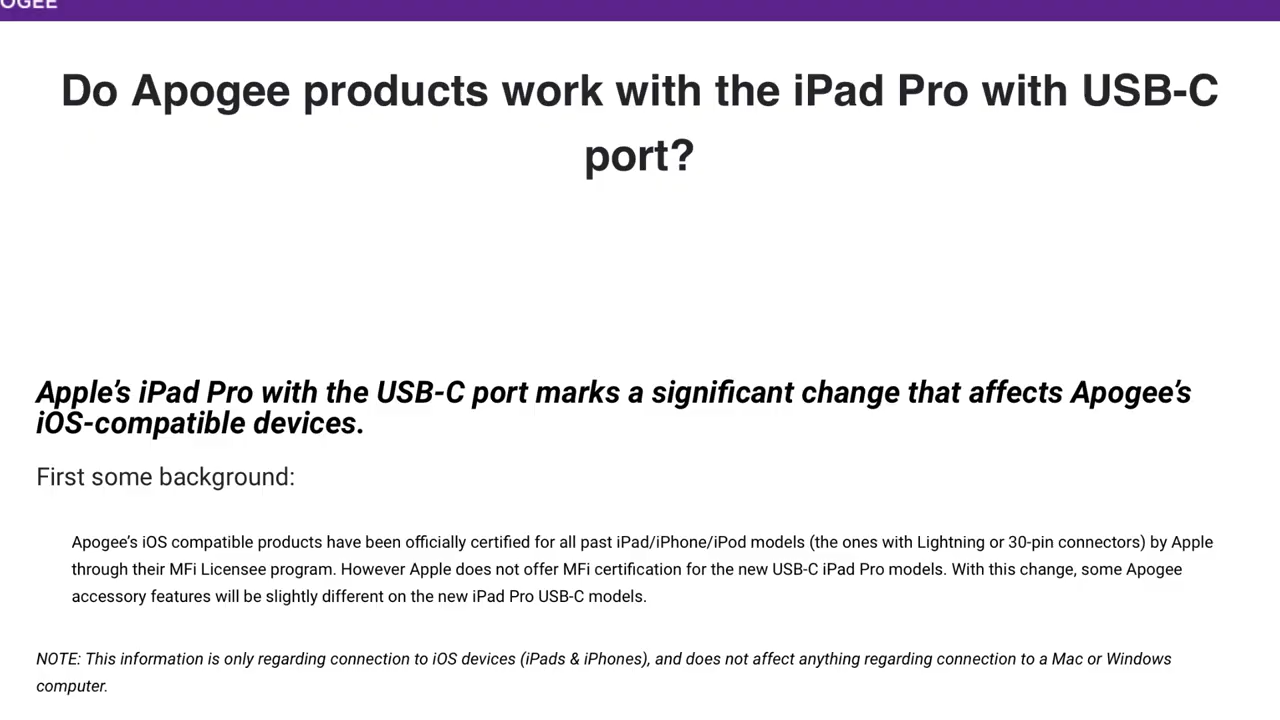 OGEE
Do Apogee products work with the iPad Pro with USB-C
port?
Apple’s iPad Pro with the USB-C port marks a significant change that affects Apogee’s
iOS-compatible devices.
First some background:
Apogee’s iOS compatible products have been officially certified for all past iPad/iPhone/iPod models (the ones with Lightning or 30-pin connectors) by Apple
through their MFi Licensee program. However Apple does not offer MFi certification for the new USB-C iPad Pro models. With this change, some Apogee
accessory features will be slightly different on the new iPad Pro USB-C models.
NOTE: This information is only regarding connection to iOS devices (iPads & iPhones), and does not affect anything regarding connection to a Mac or Windows
computer.